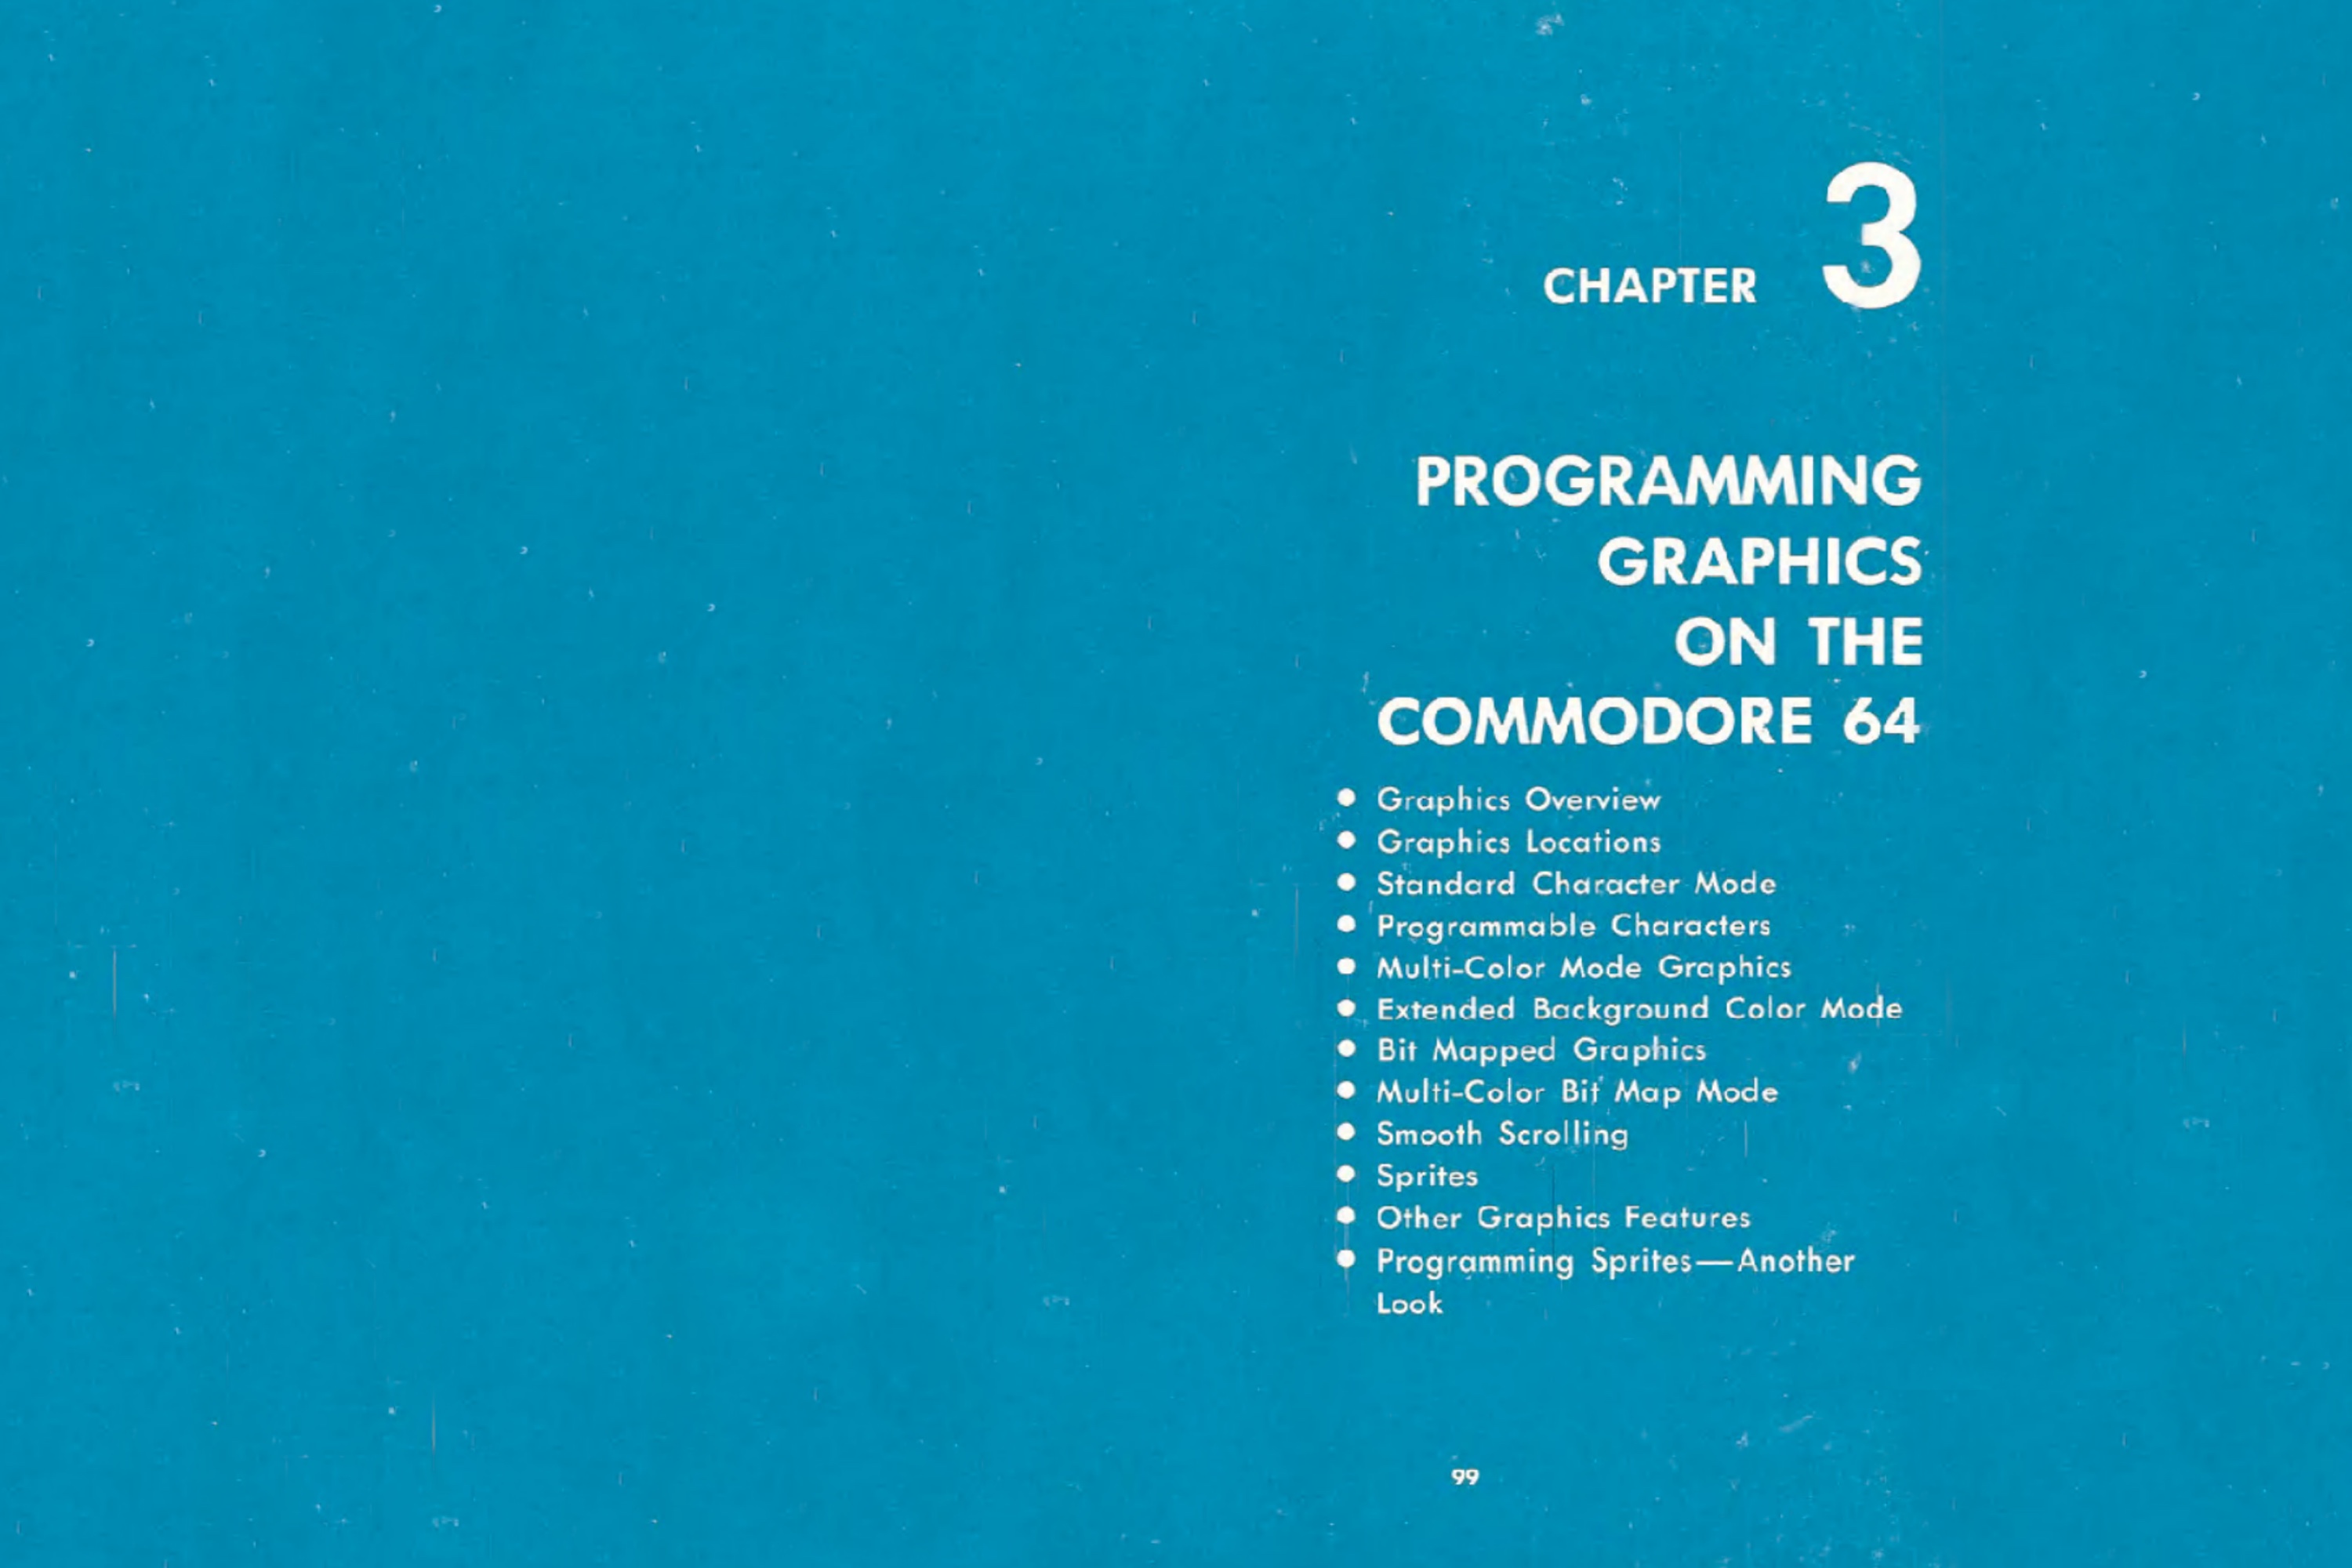 CHAPTER 3
PROGRAMMING
GRAPHICS
ON THE
COMMODORE 64
● Graphics Overview
● Graphics Locations
● Standard Character Mode
● Programmable Characters
● Multi-Color Mode Graphics
● Extended Background Color Mode
● Bit Mapped Graphics
● Multi-Color Bit Map Mode
● Smooth Scrolling
● Sprites
● Other Graphics Features
● Programming Sprites—Another
Look
99